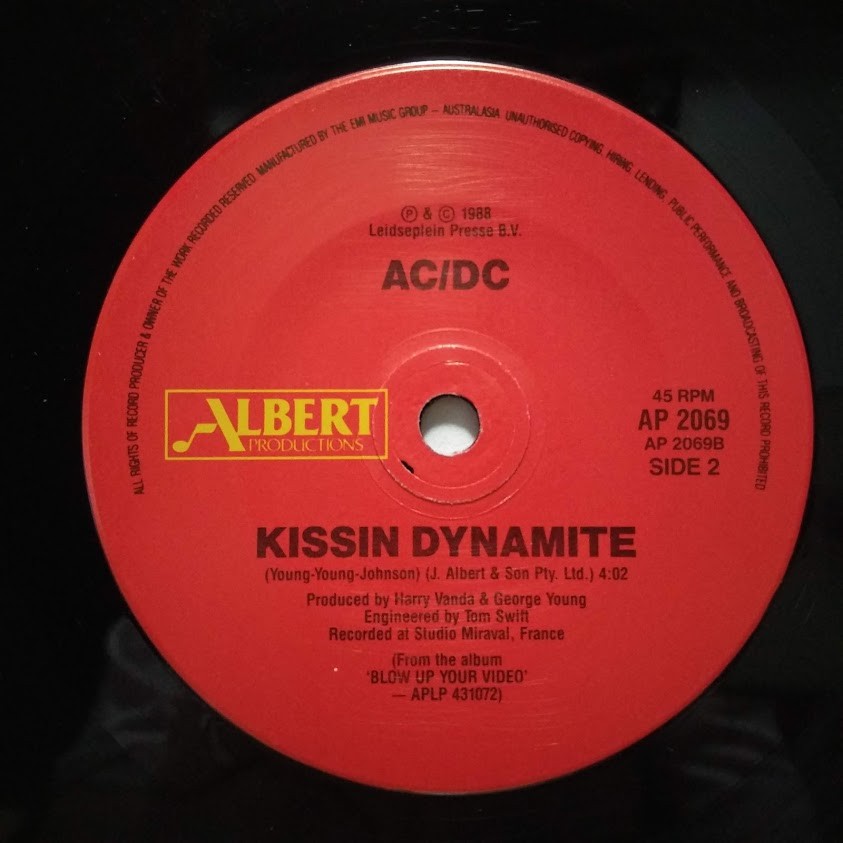 ALL RIGHTS OF RECORD PRODUCER & OWNER OF THE WORK RECORDED RESERVED. MANUFACTURED BY THE EMI MUSIC GROUP – AUSTRALASIA. UNAUTHORISED COPYING, HIRING, LENDING, PUBLIC PERFORMANCE AND BROADCASTING OF THIS RECORD PROHIBITED
Ⓟ & © 1988
Leidseplein Presse B.V.
AC/DC
ALBERT
PRODUCTIONS
45 RPM
AP 2069
AP 2069B
SIDE 2
KISSIN DYNAMITE
(Young-Young-Johnson) (J. Albert & Son Pty. Ltd.) 4:02
Produced by Harry Vanda & George Young
Engineered by Tom Swift
Recorded at Studio Miraval, France
(From the album
'BLOW UP YOUR VIDEO'
— APLP 431072)